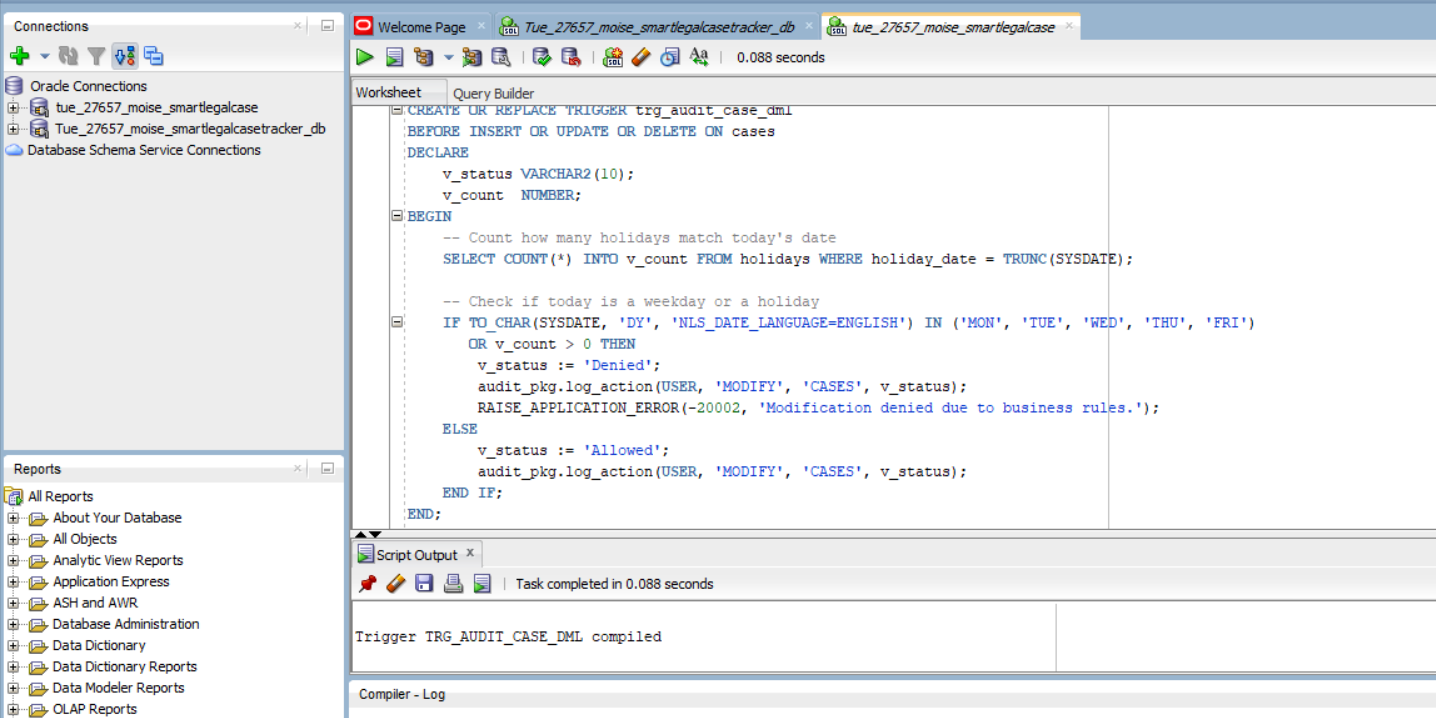 Connections
Oracle Connections
tue_27657_moise_smartlegalcase
Tue_27657_moise_smartlegalcasetracker_db
Database Schema Service Connections
Reports
All Reports
About Your Database
All Objects
Analytic View Reports
Application Express
ASH and AWR
Database Administration
Data Dictionary
Data Dictionary Reports
Data Modeler Reports
OLAP Reports
Welcome Page
Tue_27657_moise_smartlegalcasetracker_db
tue_27657_moise_smartlegalcase
0.088 seconds
Worksheet Query Builder
CREATE OR REPLACE TRIGGER trg_audit_case_dml
BEFORE INSERT OR UPDATE OR DELETE ON cases
DECLARE
v_status VARCHAR2(10);
v_count NUMBER;
BEGIN
-- Count how many holidays match today's date
SELECT COUNT(*) INTO v_count FROM holidays WHERE holiday_date = TRUNC(SYSDATE);
-- Check if today is a weekday or a holiday
IF TO_CHAR(SYSDATE, 'DY', 'NLS_DATE_LANGUAGE=ENGLISH') IN ('MON', 'TUE', 'WED', 'THU', 'FRI')
OR v_count > 0 THEN
v_status := 'Denied';
audit_pkg.log_action(USER, 'MODIFY', 'CASES', v_status);
RAISE_APPLICATION_ERROR(-20002, 'Modification denied due to business rules.');
ELSE
v_status := 'Allowed';
audit_pkg.log_action(USER, 'MODIFY', 'CASES', v_status);
END IF;
END;
Script Output
Task completed in 0.088 seconds
Trigger TRG_AUDIT_CASE_DML compiled
Compiler - Log